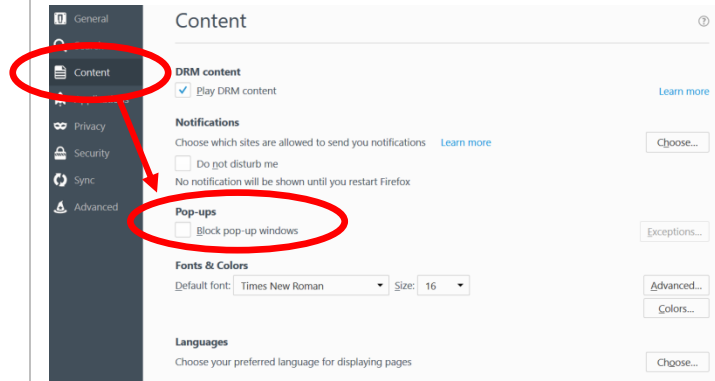 General
Content
Content
Applications
Privacy
Security
Sync
Advanced
DRM content
Play DRM content
Learn more
Notifications
Choose which sites are allowed to send you notifications Learn more
Choose...
Do not disturb me
No notification will be shown until you restart Firefox
Pop-ups
Block pop-up windows
Exceptions...
Fonts & Colors
Default font: Times New Roman Size: 16
Advanced...
Colors...
Languages
Choose your preferred language for displaying pages
Choose...